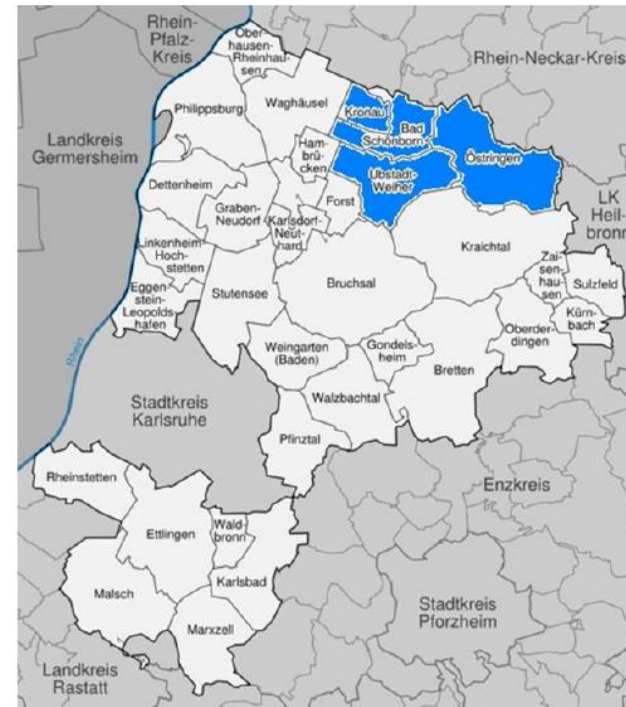 Rhein-
Pfalz-
Kreis
Ober-
hausen-
Rheinhau-
sen
Rhein-Neckar-Kreis
Philippsburg
Waghäusel
Kronau
Bad
Schönborn
Landkreis
Germersheim
Östringen
Ham-
brü-
cken
Ubstadt-
Weiher
Dettenheim
Forst
LK
Heil-
bronn
Graben-
Neudorf
Karlsdorf-
Neut-
hard
Kraichtal
Linkenheim-
Hoch-
stetten
Zai-
sen-
hau-
sen
Sulzfeld
Bruchsal
Eggen-
stein-
Leopolds-
hafen
Stutensee
Kürn-
bach
Oberder-
dingen
Weingarten
(Baden)
Gondels-
heim
Bretten
Rhein
Walzbachtal
Stadtkreis
Karlsruhe
Pfinztal
Rheinstetten
Enzkreis
Ettlingen
Wald-
bronn
Karlsbad
Malsch
Stadtkreis
Pforzheim
Marxzell
Landkreis
Rastatt